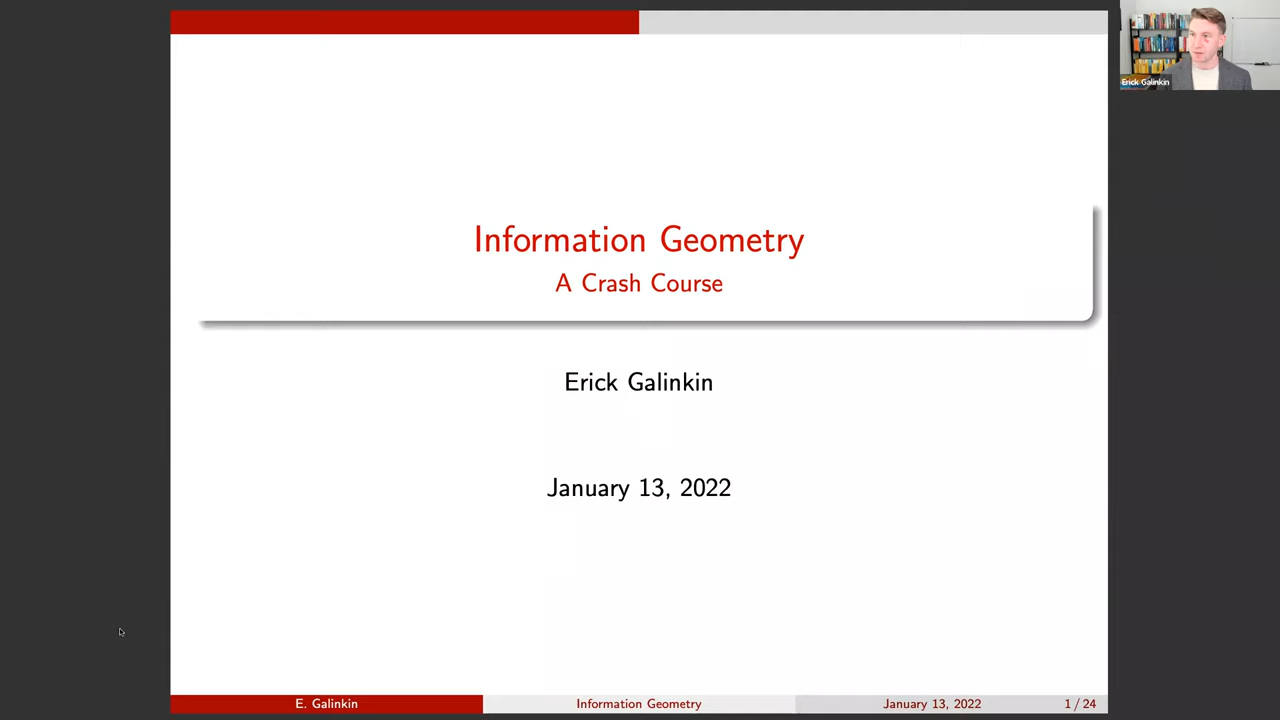 Erick Galinkin
Information Geometry
A Crash Course
Erick Galinkin
January 13, 2022
E. Galinkin
Information Geometry
January 13, 2022
1 / 24